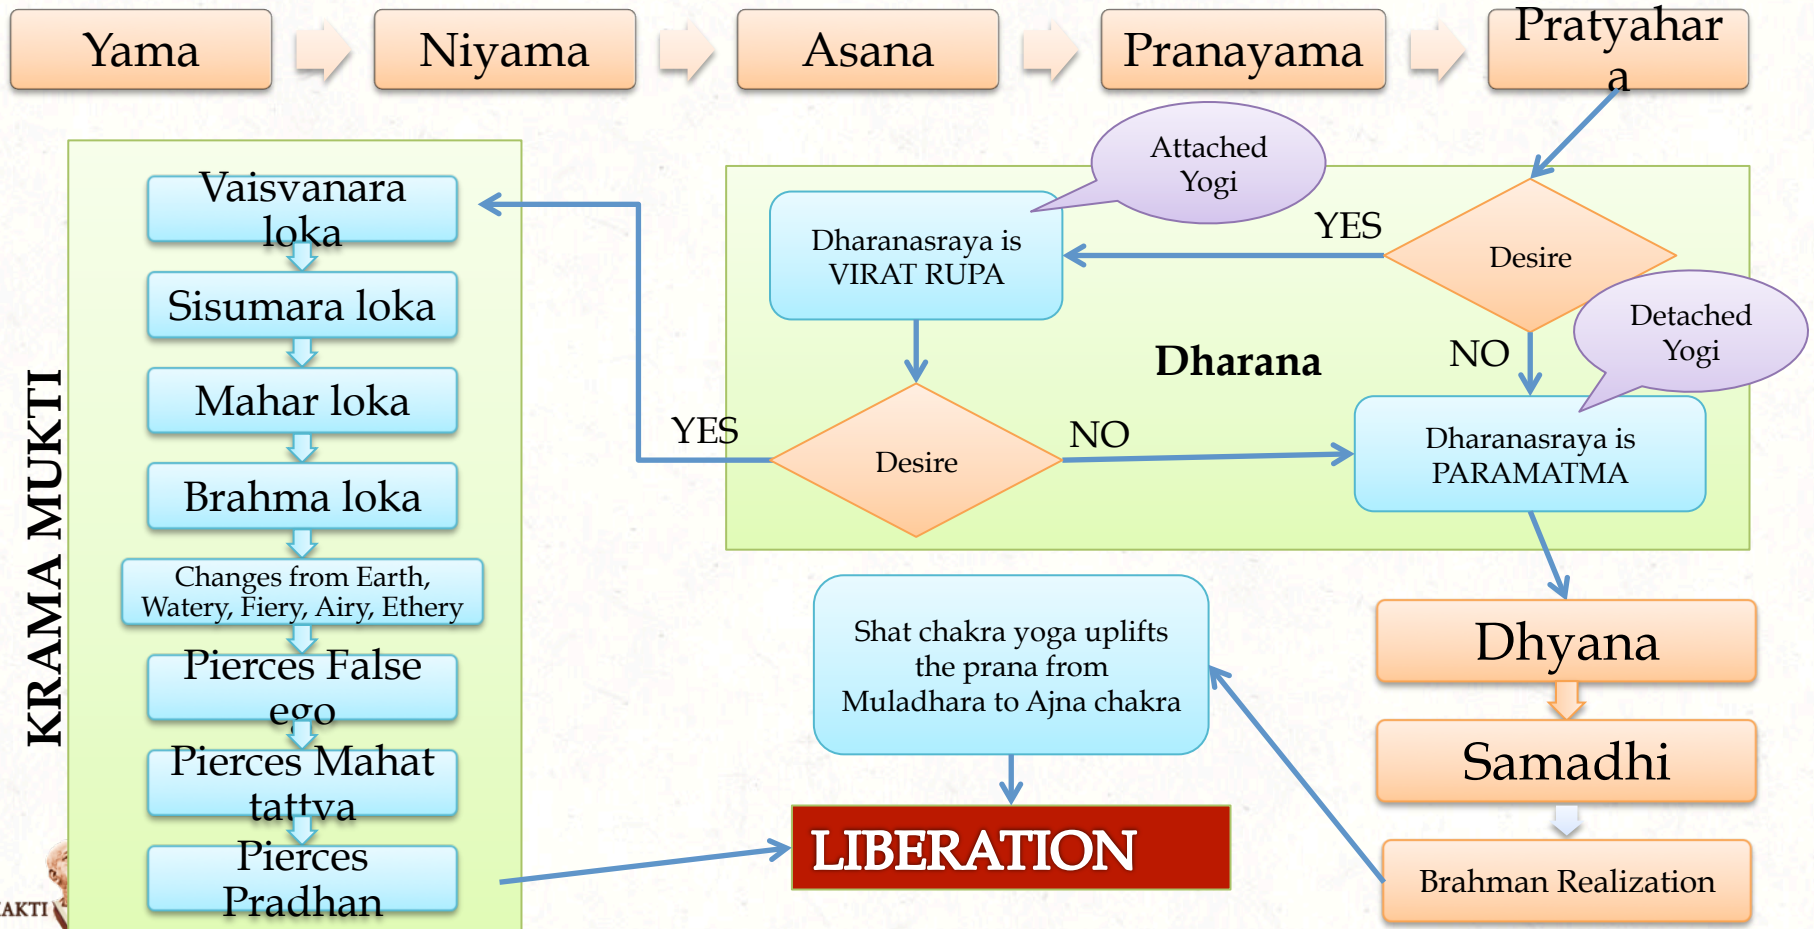 Yama
Niyama
Asana
Pranayama
Pratyahar
a
Attached
Yogi
Dharanasraya is
VIRAT RUPA
YES
Desire
Detached
Yogi
NO
Dharana
Dharanasraya is
PARAMATMA
Desire
YES
NO
KRAMA MUKTI
Vaisvanara
loka
Sisumara loka
Mahar loka
Brahma loka
Changes from Earth,
Watery, Fiery, Airy, Ethery
Pierces False
ego
Pierces Mahat
tattva
Pierces
Pradhan
Shat chakra yoga uplifts
the prana from
Muladhara to Ajna chakra
LIBERATION
Dhyana
Samadhi
Brahman Realization